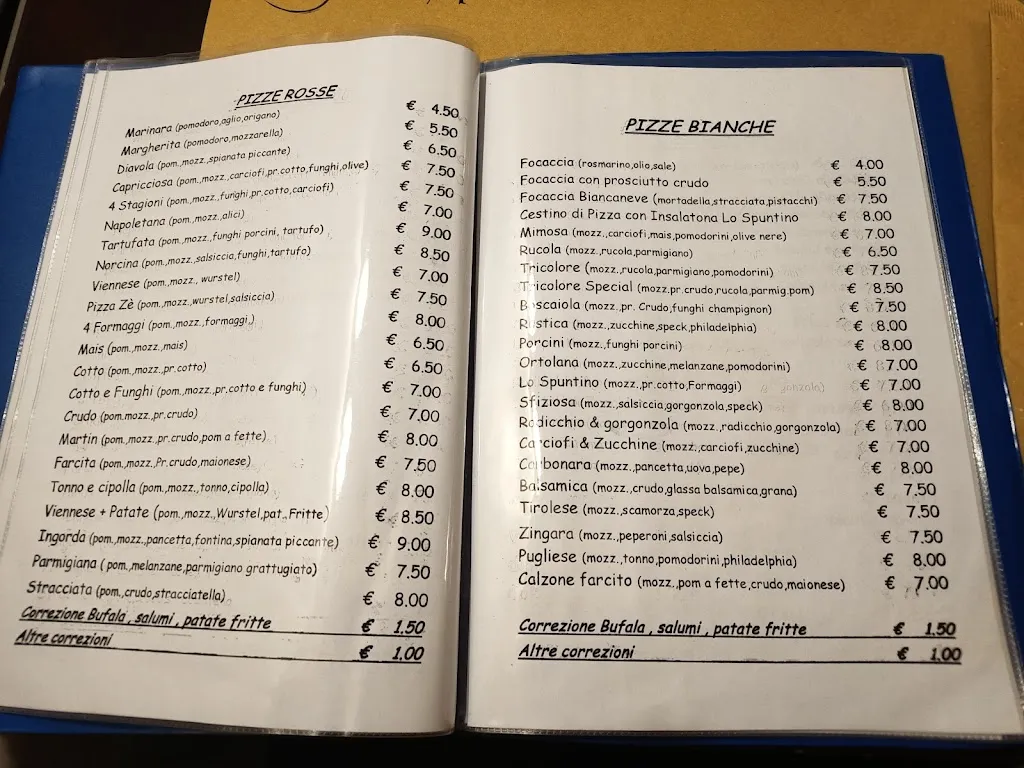 PIZZE ROSSE
Marinara (pomodoro,aglio,origano) € 4.50
Margherita (pomodoro,mozzarella) € 5.50
Diavola (pom.,mozz.,spianata piccante) € 6.50
Capricciosa (pom.,mozz.,carciofi,pr.cotto,funghi,olive) € 7.50
4 Stagioni (pom.,mozz.,funghi,pr.cotto,carciofi) € 7.50
Napoletana (pom.,mozz.,alici) € 7.00
Tartufata (pom.,mozz.,funghi porcini, tartufo) € 9.00
Norcina (pom.,mozz.,salsiccia,funghi,tartufo) € 8.50
Viennese (pom.,mozz., wurstel) € 7.00
Pizza Zè (pom.,mozz.,wurstel,salsiccia) € 7.50
4 Formaggi (pom.,mozz.,formaggi,) € 8.00
Mais (pom.,mozz.,mais) € 6.50
Cotto (pom.,mozz.,pr.cotto) € 6.50
Cotto e Funghi (pom.,mozz.,pr.cotto e funghi) € 7.00
Crudo (pom.mozz.,pr.crudo) € 7.00
Martin (pom.,mozz.,pr.crudo,pom a fette) € 8.00
Farcita (pom.,mozz.,Pr.crudo,maionese) € 7.50
Tonno e cipolla (pom.,mozz.,tonno,cipolla) € 8.00
Viennese + Patate (pom.,mozz.,Wurstel,pat..Fritte) € 8.50
Ingorda (pom.,mozz.,pancetta,fontina,spianata piccante) € 9.00
Parmigiana ( pom.,melanzane,parmigiano grattugiato) € 7.50
Stracciata (pom.,crudo,stracciatella) € 8.00
Correzione Bufala , salumi , patate fritte € 1.50
Altre correzioni € 1.00
PIZZE BIANCHE
Focaccia (rosmarino,olio,sale) € 4.00
Focaccia con prosciutto crudo € 5.50
Focaccia Biancaneve (mortadella,stracciata,pistacchi) € 7.50
Cestino di Pizza con Insalatona Lo Spuntino € 8.00
Mimosa (mozz.,carciofi,mais,pomodorini,olive nere) € 7.00
Rucola (mozz.,rucola,parmigiano) € 6.50
Tricolore (mozz.,rucola,parmigiano,pomodorini) € 7.50
Tricolore Special (mozz.pr.crudo,rucola,parmig.pom) € 8.50
Boscaiola (mozz.,pr. Crudo,funghi champignon) € 7.50
Rustica (mozz.,zucchine,speck,philadelphia) € 8.00
Porcini (mozz.,funghi porcini) € 8.00
Ortolana (mozz.,zucchine,melanzane,pomodorini) € 7.00
Lo Spuntino (mozz.,pr.cotto,Formaggi) € 7.00
Sfiziosa (mozz.,salsiccia,gorgonzola,speck) € 8.00
Radicchio & gorgonzola (mozz.,radicchio,gorgonzola) € 7.00
Carciofi & Zucchine (mozz.,carciofi,zucchine) € 7.00
Carbonara (mozz.,pancetta,uova,pepe) € 8,00
Balsamica (mozz.,crudo,glassa balsamica,grana) € 7.50
Tirolese (mozz.,scamorza,speck) € 7.50
Zingara (mozz.,peperoni,salsiccia) € 7.50
Pugliese (mozz.,tonno,pomodorini,philadelphia) € 8.00
Calzone farcito (mozz.,pom a fette,crudo,maionese) € 7.00
Correzione Bufala , salumi , patate fritte € 1.50
Altre correzioni € 1.00